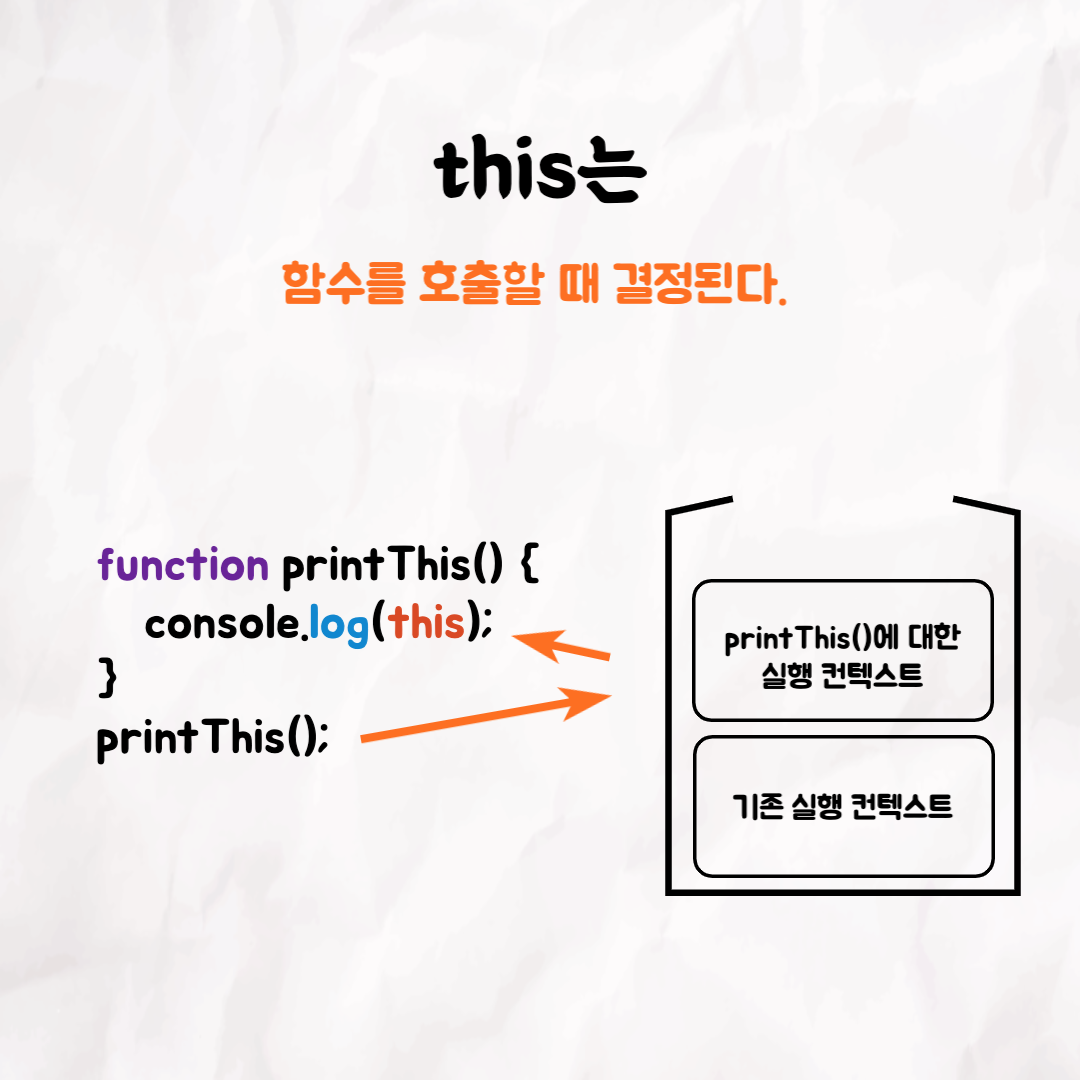 this는
함수를 호출할 때 결정된다.
function printThis() {
console.log(this);
}
printThis();
printThis()에 대한
실행 컨텍스트
기존 실행 컨텍스트